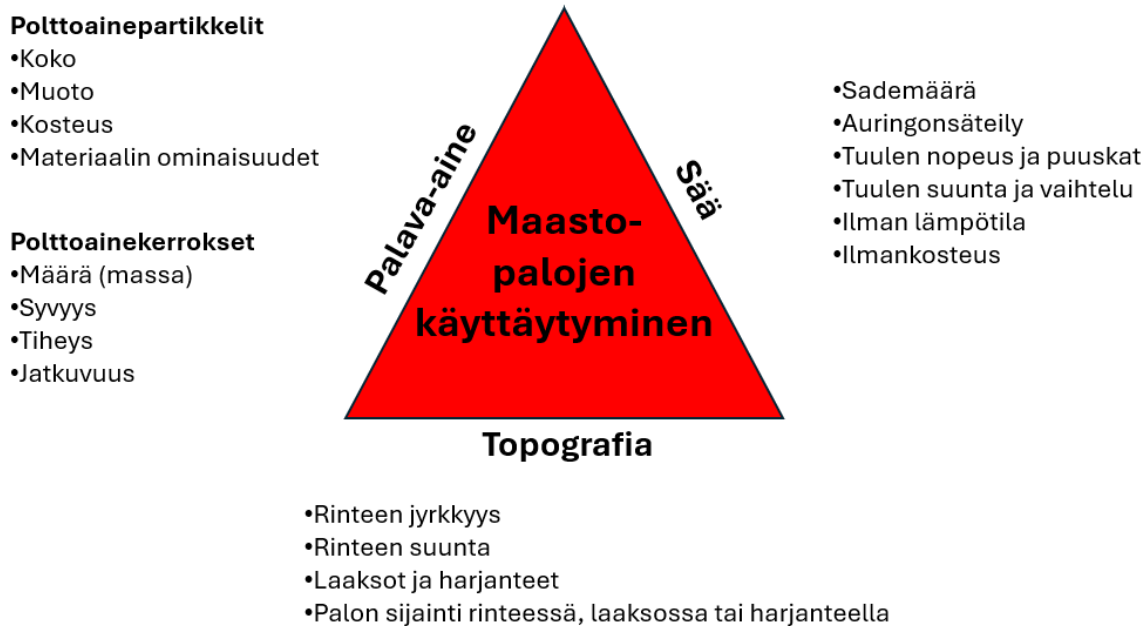 Polttoainepartikkelit
•Koko
•Muoto
•Kosteus
•Materiaalin ominaisuudet
Polttoainekerrokset
•Määrä (massa)
•Syvyys
•Tiheys
•Jatkuvuus
Palava-aine
Maasto-
palojen
käyttäytyminen
Sää
•Sademäärä
•Auringonsäteily
•Tuulen nopeus ja puuskat
•Tuulen suunta ja vaihtelu
•Ilman lämpötila
•Ilmankosteus
Topografia
•Rinteen jyrkkyys
•Rinteen suunta
•Laaksot ja harjanteet
•Palon sijainti rinteessä, laaksossa tai harjanteella